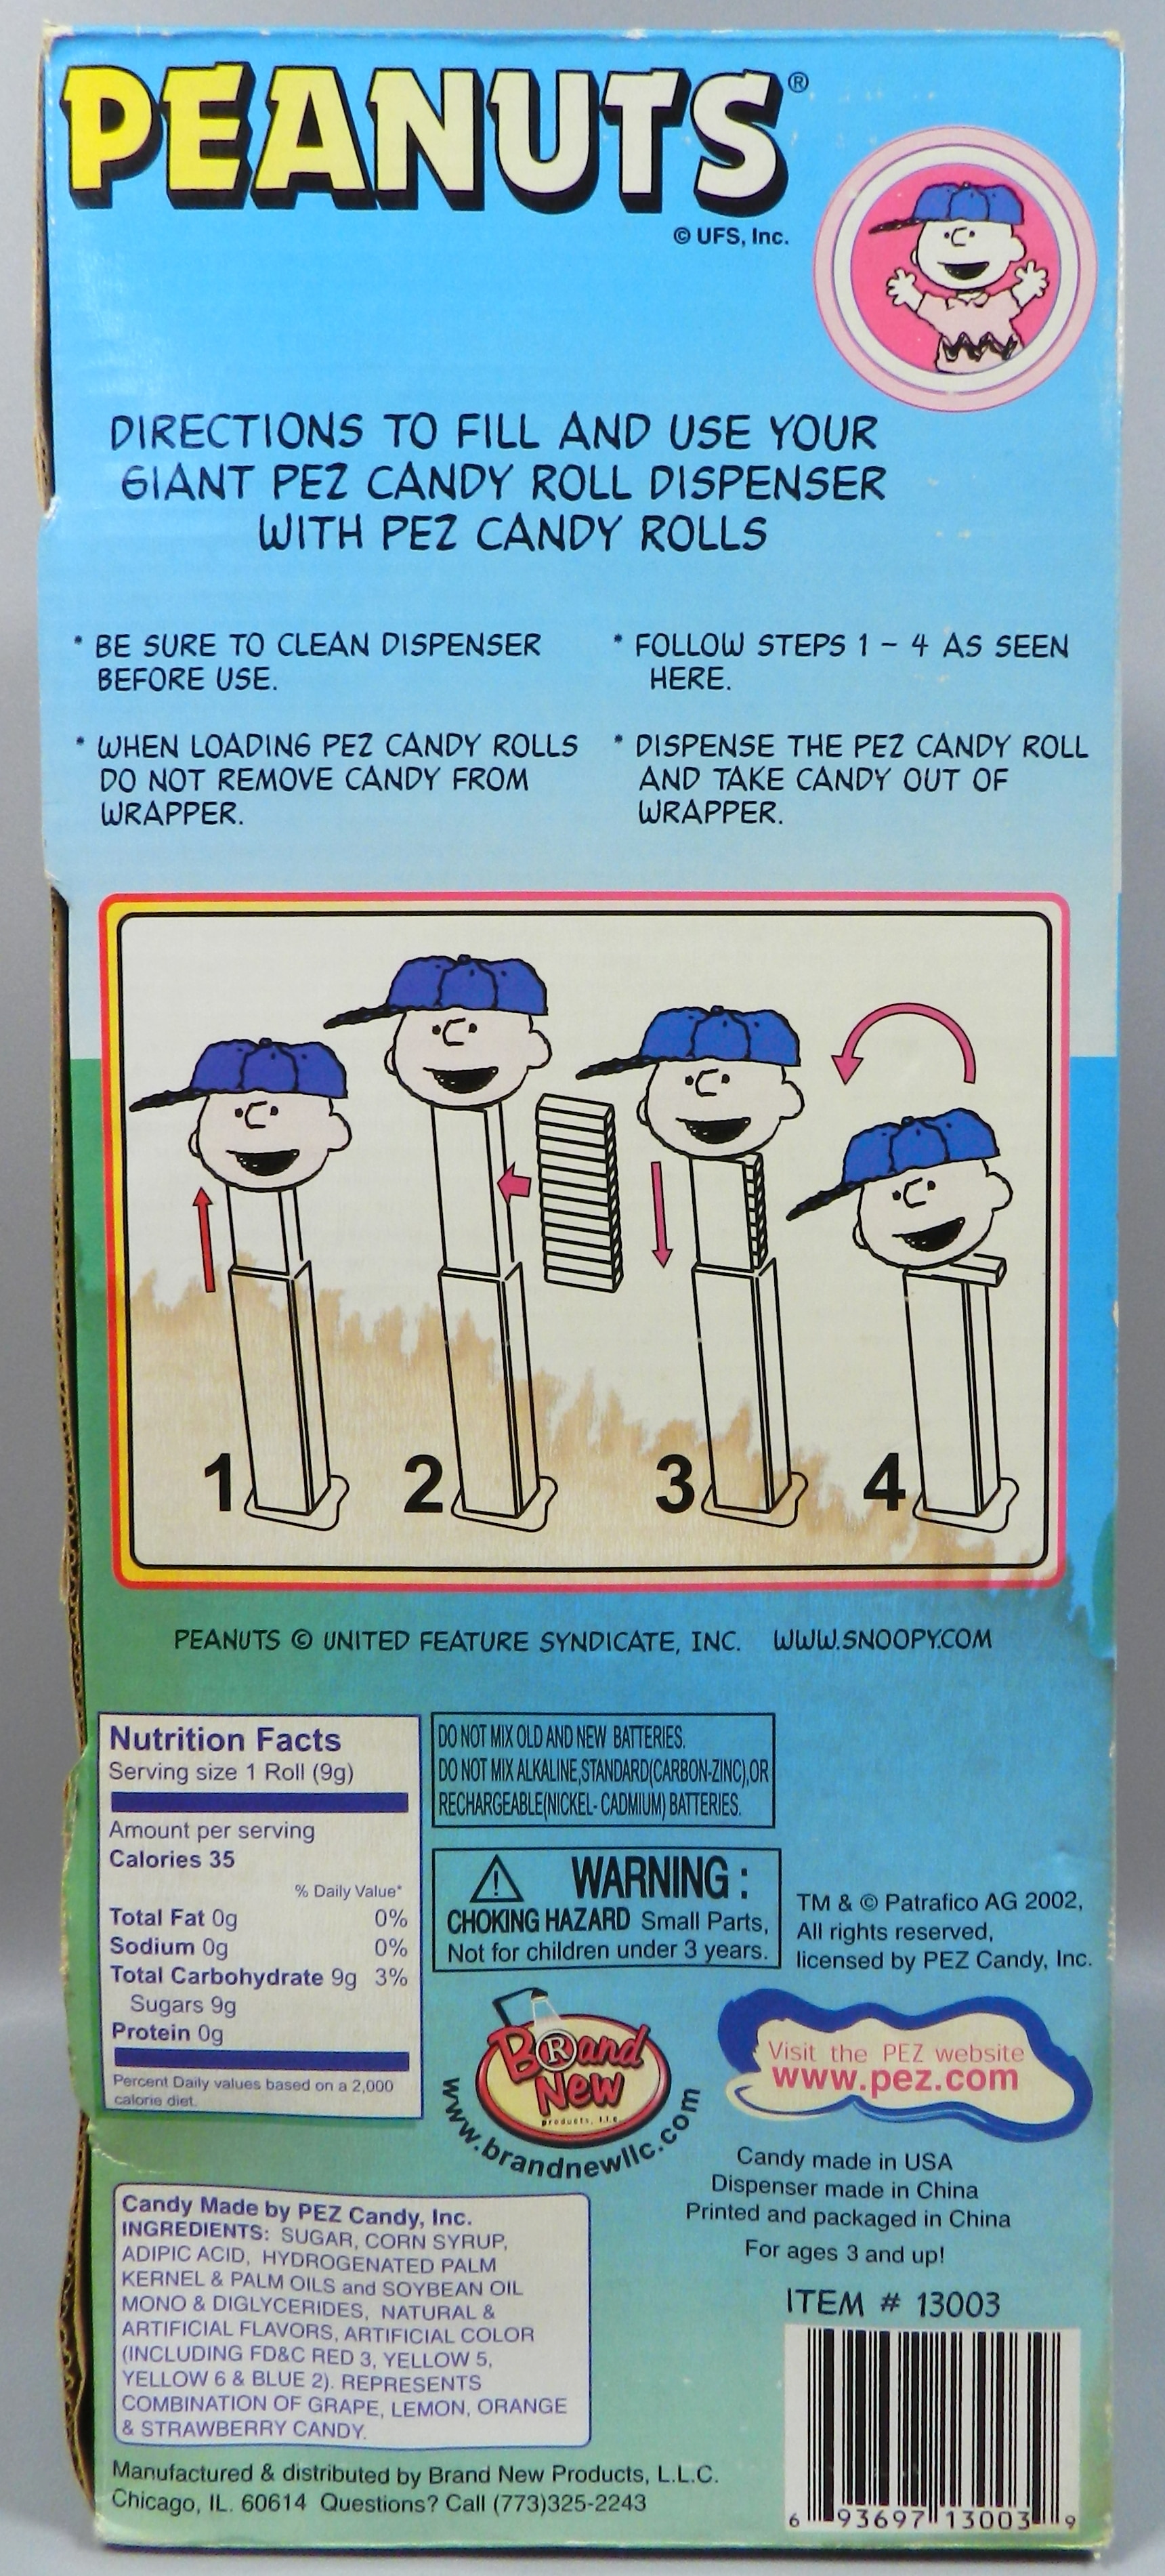 PEANUTS®
© UFS, Inc.
DIRECTIONS TO FILL AND USE YOUR
GIANT PEZ CANDY ROLL DISPENSER
WITH PEZ CANDY ROLLS
* BE SURE TO CLEAN DISPENSER
BEFORE USE.
* WHEN LOADING PEZ CANDY ROLLS
DO NOT REMOVE CANDY FROM
WRAPPER.
* FOLLOW STEPS 1 - 4 AS SEEN
HERE.
* DISPENSE THE PEZ CANDY ROLL
AND TAKE CANDY OUT OF
WRAPPER.
1 2 3 4
PEANUTS © UNITED FEATURE SYNDICATE, INC. WWW.SNOOPY.COM
Nutrition Facts
Serving size 1 Roll (9g)
Amount per serving
Calories 35
% Daily Value*
Total Fat 0g 0%
Sodium 0g 0%
Total Carbohydrate 9g 3%
Sugars 9g
Protein 0g
Percent Daily values based on a 2,000
calorie diet.
DO NOT MIX OLD AND NEW BATTERIES.
DO NOT MIX ALKALINE,STANDARD(CARBON-ZINC),OR
RECHARGEABLE(NICKEL- CADMIUM) BATTERIES.
WARNING :
CHOKING HAZARD Small Parts,
Not for children under 3 years.
TM & © Patrafico AG 2002,
All rights reserved,
licensed by PEZ Candy, Inc.
Brand
New
products, l.l.c.
www.brandnewllc.com
Visit the PEZ website
www.pez.com
Candy made in USA
Dispenser made in China
Printed and packaged in China
For ages 3 and up!
ITEM # 13003
Candy Made by PEZ Candy, Inc.
INGREDIENTS: SUGAR, CORN SYRUP,
ADIPIC ACID, HYDROGENATED PALM
KERNEL & PALM OILS and SOYBEAN OIL
MONO & DIGLYCERIDES, NATURAL &
ARTIFICIAL FLAVORS, ARTIFICIAL COLOR
(INCLUDING FD&C RED 3, YELLOW 5,
YELLOW 6 & BLUE 2). REPRESENTS
COMBINATION OF GRAPE, LEMON, ORANGE
& STRAWBERRY CANDY.
Manufactured & distributed by Brand New Products, L.L.C.
Chicago, IL. 60614 Questions? Call (773)325-2243
6 93697 13003 9